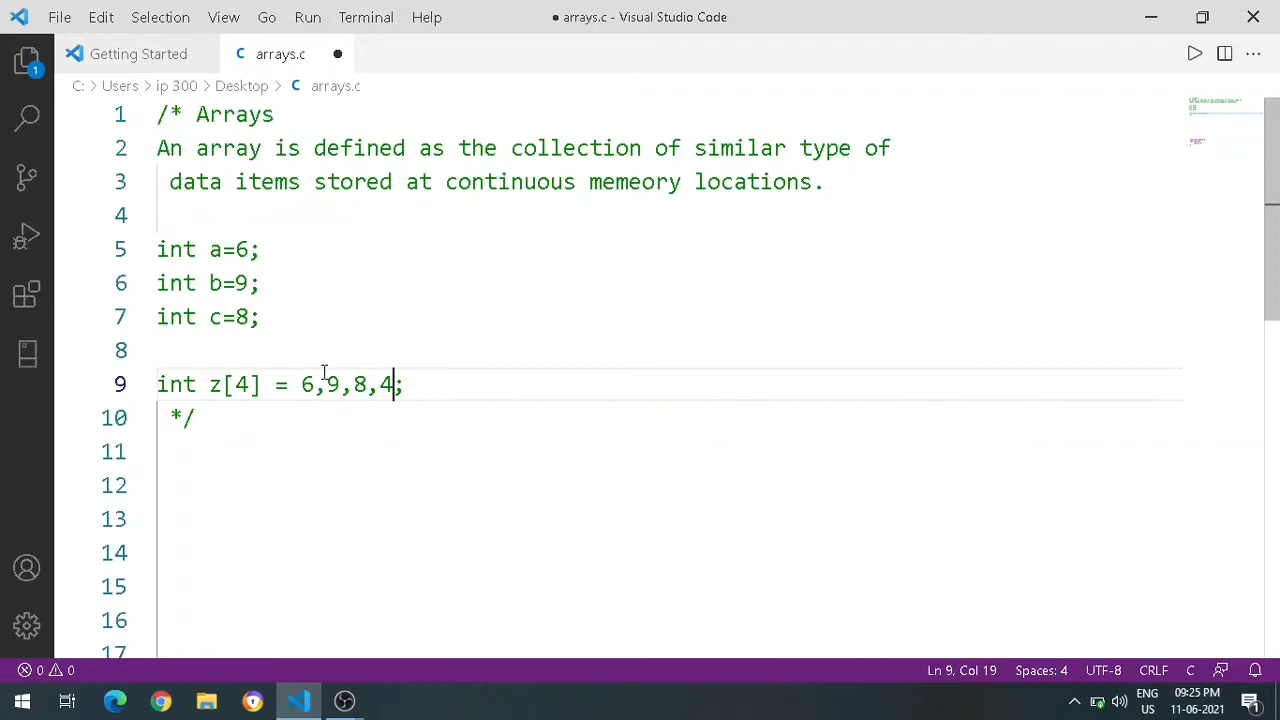 File Edit Selection View Go Run Terminal Help ● arrays.c - Visual Studio Code
Getting Started C arrays.c ●
C: > Users > ip 300 > Desktop > C arrays.c
1 /* Arrays
2 An array is defined as the collection of similar type of
3 data items stored at continuous memeory locations.
4
5 int a=6;
6 int b=9;
7 int c=8;
8
9 int z[4] = 6,9,8,4;
10 */
11
12
13
14
15
16
17
1
0 0 Ln 9, Col 19 Spaces: 4 UTF-8 CRLF C
ENG 09:25 PM
US 11-06-2021
1